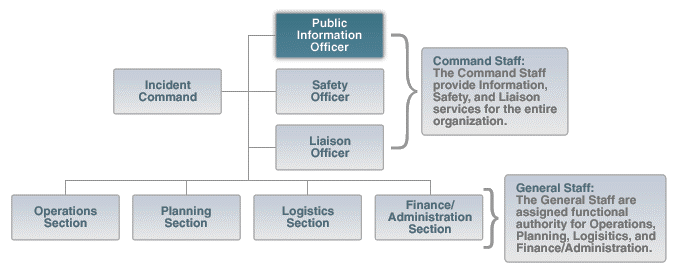 Public
Information
Officer
Incident
Command
Safety
Officer
Liaison
Officer
Command Staff:
The Command Staff
provide Information,
Safety, and Liaison
services for the entire
organization.
Operations
Section
Planning
Section
Logistics
Section
Finance/
Administration
Section
General Staff:
The General Staff are
assigned functional
authority for Operations,
Planning, Logisitics, and
Finance/Administration.